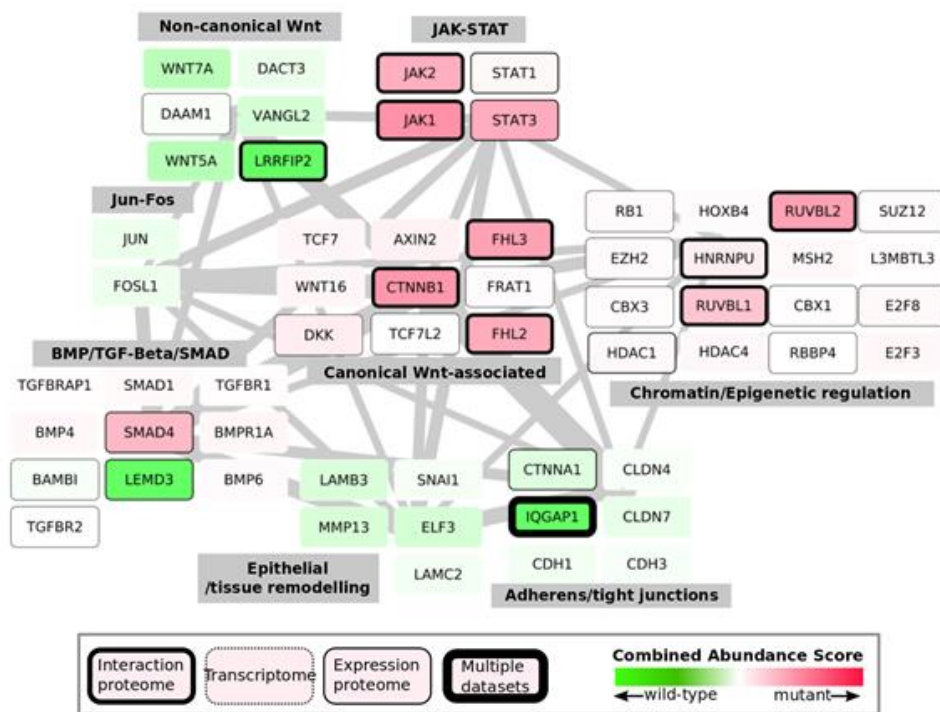 Non-canonical Wnt
WNT7A DACT3
DAAM1 VANGL2
WNT5A LRRFIP2
JAK-STAT
JAK2 STAT1
JAK1 STAT3
Jun-Fos
JUN
FOSL1
TCF7 AXIN2 FHL3
WNT16 CTNNB1 FRAT1
DKK TCF7L2 FHL2
Canonical Wnt-associated
RB1 HOXB4 RUVBL2 SUZ12
EZH2 HNRNPU MSH2 L3MBTL3
CBX3 RUVBL1 CBX1 E2F8
HDAC1 HDAC4 RBBP4 E2F3
Chromatin/Epigenetic regulation
BMP/TGF-Beta/SMAD
TGFBRAP1 SMAD1 TGFBR1
BMP4 SMAD4 BMPR1A
BAMBI LEMD3 BMP6
TGFBR2
LAMB3 SNAI1
MMP13 ELF3
LAMC2
Epithelial
/tissue remodelling
CTNNA1 CLDN4
IQGAP1 CLDN7
CDH1 CDH3
Adherens/tight junctions
Interaction
proteome
Transcriptome
Expression
proteome
Multiple
datasets
Combined Abundance Score
wild-type mutant